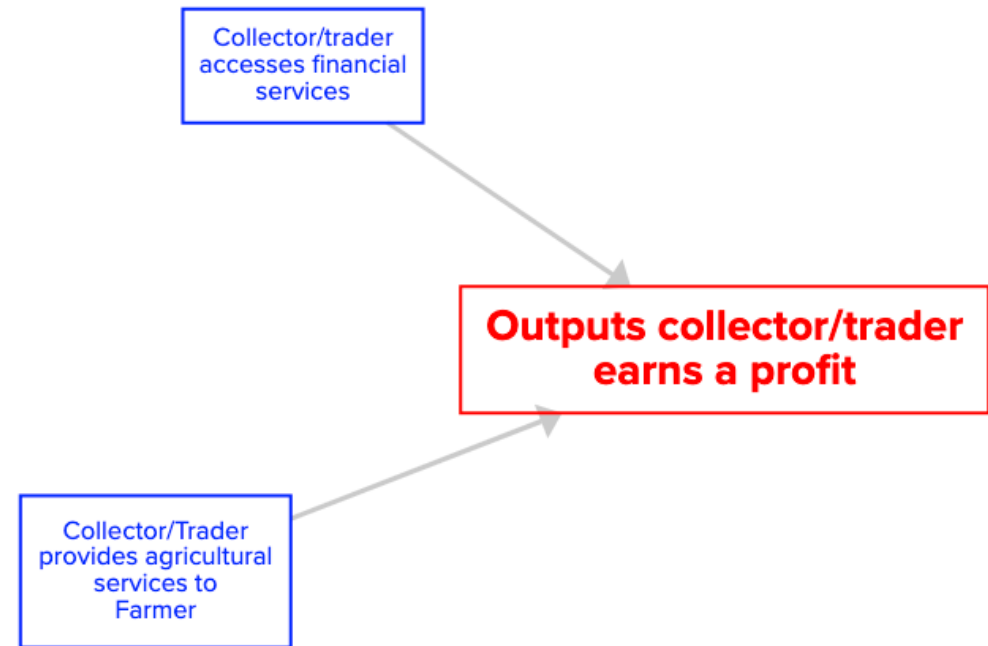 Collector/trader
accesses financial
services
Outputs collector/trader
earns a profit
Collector/Trader
provides agricultural
services to
Farmer